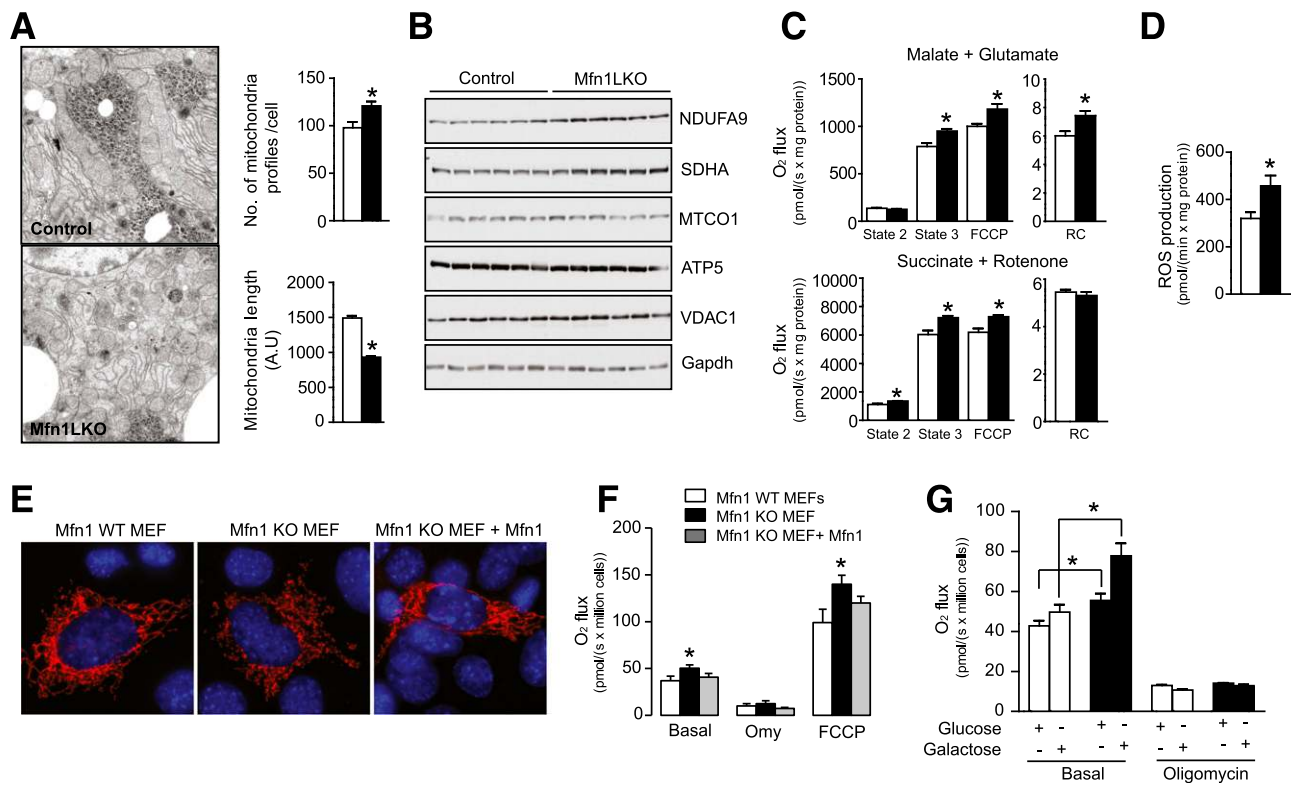 A
Control
Mfn1LKO
No. of mitochondria
profiles /cell
150
100
50
0
*
Mitochondria length
(A.U)
2000
1500
1000
500
0
*
B
Control Mfn1LKO
NDUFA9
SDHA
MTCO1
ATP5
VDAC1
Gapdh
C
Malate + Glutamate
O2 flux
(pmol/(s x mg protein))
1500
1000
500
0
* *
State 2 State 3 FCCP
10
8
6
4
2
0
*
RC
Succinate + Rotenone
O2 flux
(pmol/(s x mg protein))
10000
8000
6000
4000
2000
0
* * *
State 2 State 3 FCCP
6
4
2
0
RC
D
ROS production
(pmol/(min x mg protein))
600
400
200
0
*
E
Mfn1 WT MEF Mfn1 KO MEF Mfn1 KO MEF + Mfn1
F
Mfn1 WT MEFs
Mfn1 KO MEF
Mfn1 KO MEF+ Mfn1
O2 flux
(pmol/(s x million cells))
200
150
100
50
0
* *
Basal Omy FCCP
G
O2 flux
(pmol/(s x million cells))
100
80
60
40
20
0
*
*
Glucose + - + - + - + -
Galactose - + - + - + - +
Basal Oligomycin